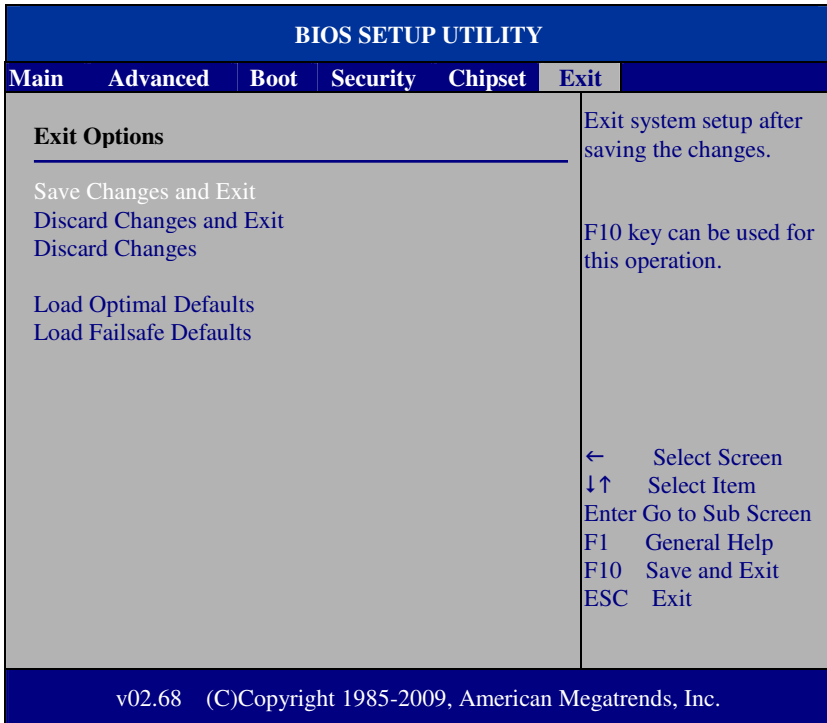 BIOS SETUP UTILITY
Main Advanced Boot Security Chipset Exit
Exit Options
Save Changes and Exit
Discard Changes and Exit
Discard Changes
Load Optimal Defaults
Load Failsafe Defaults
Exit system setup after
saving the changes.
F10 key can be used for
this operation.
← Select Screen
↓↑ Select Item
Enter Go to Sub Screen
F1 General Help
F10 Save and Exit
ESC Exit
v02.68 (C)Copyright 1985-2009, American Megatrends, Inc.